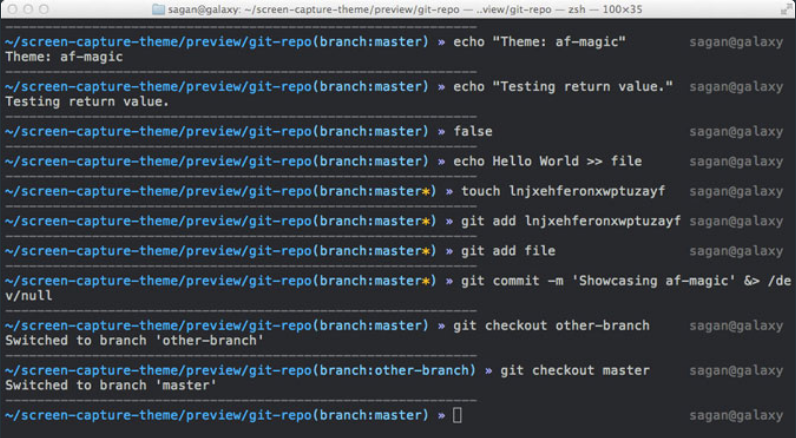 sagan@galaxy: ~/screen-capture-theme/preview/git-repo — ..view/git-repo — zsh — 100×35
~/screen-capture-theme/preview/git-repo(branch:master) » echo "Theme: af-magic" sagan@galaxy
Theme: af-magic
~/screen-capture-theme/preview/git-repo(branch:master) » echo "Testing return value." sagan@galaxy
Testing return value.
~/screen-capture-theme/preview/git-repo(branch:master) » false sagan@galaxy
~/screen-capture-theme/preview/git-repo(branch:master) » echo Hello World >> file sagan@galaxy
~/screen-capture-theme/preview/git-repo(branch:master*) » touch lnjxehferonxwptuzayf sagan@galaxy
~/screen-capture-theme/preview/git-repo(branch:master*) » git add lnjxehferonxwptuzayf sagan@galaxy
~/screen-capture-theme/preview/git-repo(branch:master*) » git add file sagan@galaxy
~/screen-capture-theme/preview/git-repo(branch:master*) » git commit -m 'Showcasing af-magic' &> /de
v/null
~/screen-capture-theme/preview/git-repo(branch:master) » git checkout other-branch sagan@galaxy
Switched to branch 'other-branch'
~/screen-capture-theme/preview/git-repo(branch:other-branch) » git checkout master sagan@galaxy
Switched to branch 'master'
~/screen-capture-theme/preview/git-repo(branch:master) » sagan@galaxy